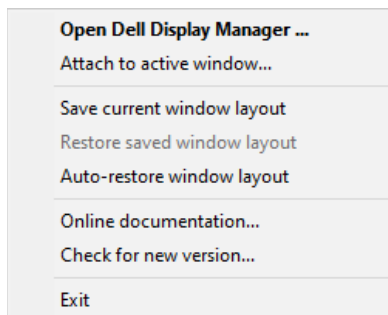 Open Dell Display Manager ...
Attach to active window...
Save current window layout
Restore saved window layout
Auto-restore window layout
Online documentation...
Check for new version...
Exit